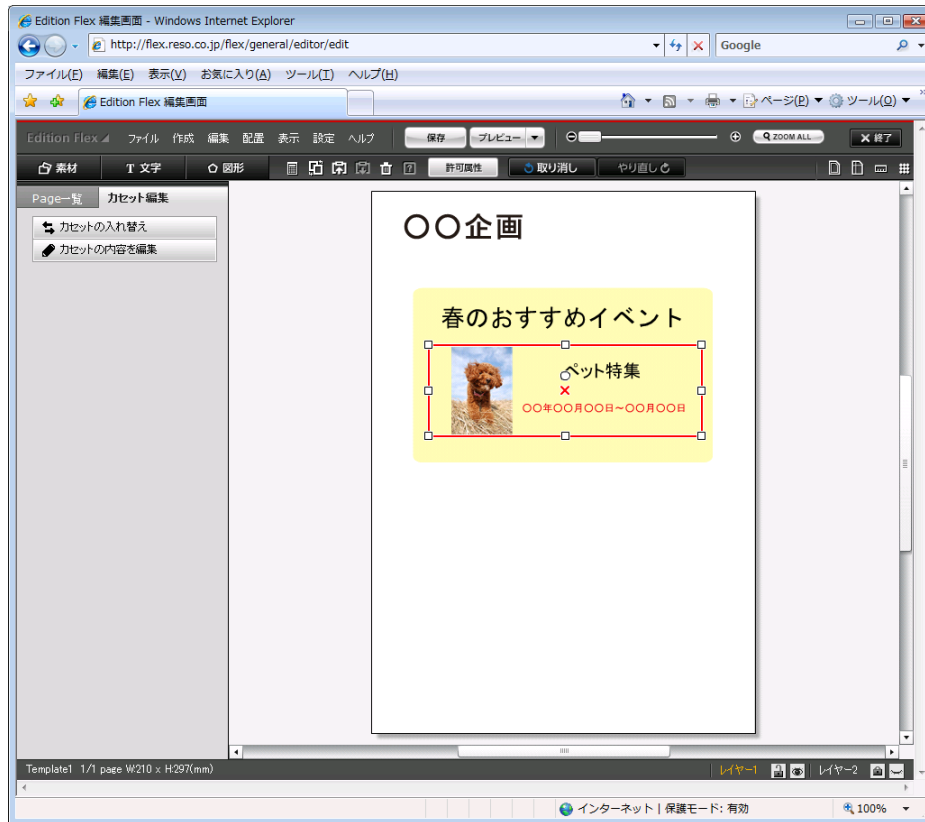 Edition Flex 編集画面 - Windows Internet Explorer
http://flex.reso.co.jp/flex/general/editor/edit
Google
ファイル(F) 編集(E) 表示(V) お気に入り(A) ツール(T) ヘルプ(H)
Edition Flex 編集画面
ページ(P) ツール(O)
Edition Flex ファイル 作成 編集 配置 表示 設定 ヘルプ 保存 プレビュー ZOOM ALL 終了
素材 T 文字 図形 許可属性 取り消し やり直し
Page一覧 カセット編集
カセットの入れ替え
カセットの内容を編集
〇〇企画
春のおすすめイベント
ペット特集
〇〇年〇〇月〇〇日~〇〇月〇〇日
Template1 1/1 page W:210 x H:297(mm) レイヤー1 レイヤー2
インターネット | 保護モード: 有効 100%